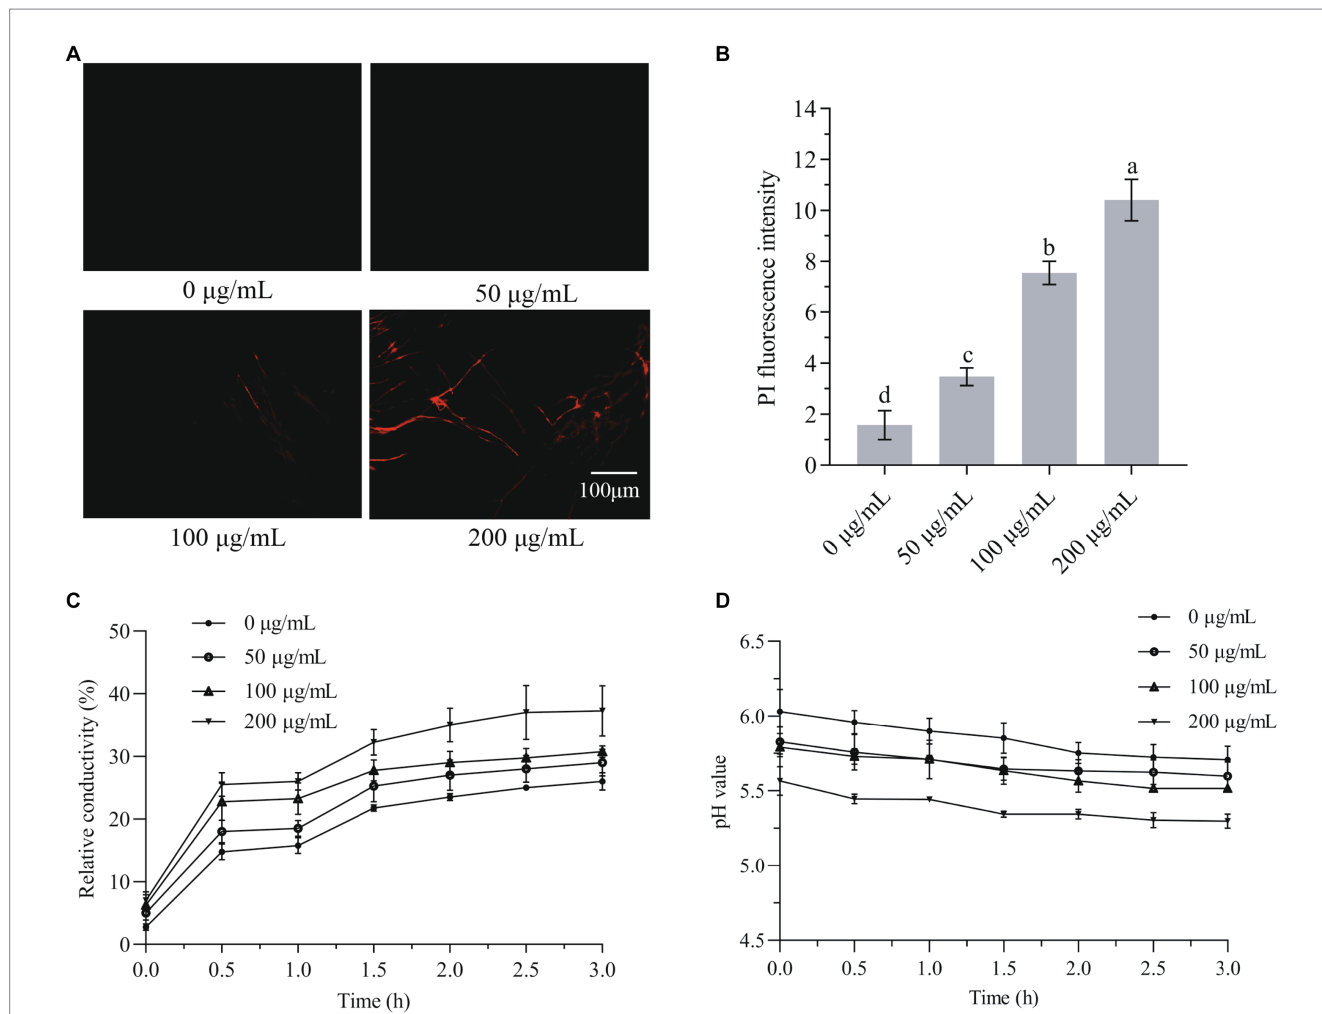 A
0 μg/mL
50 μg/mL
100 μg/mL
200 μg/mL
100μm
B
PI fluorescence intensity
14
12
10
8
6
4
2
0
d
c
b
a
0 μg/mL
50 μg/mL
100 μg/mL
200 μg/mL
C
0 μg/mL
50 μg/mL
100 μg/mL
200 μg/mL
Relative conductivity (%)
50
40
30
20
10
0
0.0 0.5 1.0 1.5 2.0 2.5 3.0
Time (h)
D
0 μg/mL
50 μg/mL
100 μg/mL
200 μg/mL
pH value
6.5
6.0
5.5
5.0
4.5
0.0 0.5 1.0 1.5 2.0 2.5 3.0
Time (h)